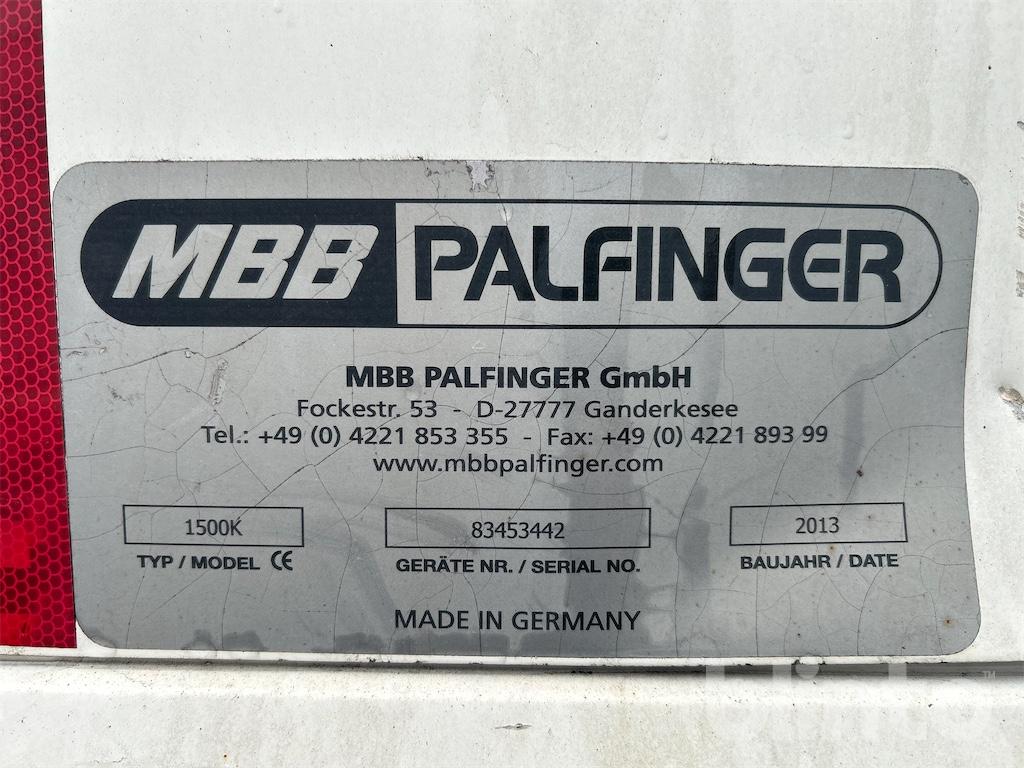 MBB PALFINGER
MBB PALFINGER GmbH
Fockestr. 53 - D-27777 Ganderkesee
Tel.: +49 (0) 4221 853 355 - Fax: +49 (0) 4221 893 99
www.mbbpalfinger.com
1500K 83453442 2013
TYP / MODEL CE GERÄTE NR. / SERIAL NO. BAUJAHR / DATE
MADE IN GERMANY
blinto™